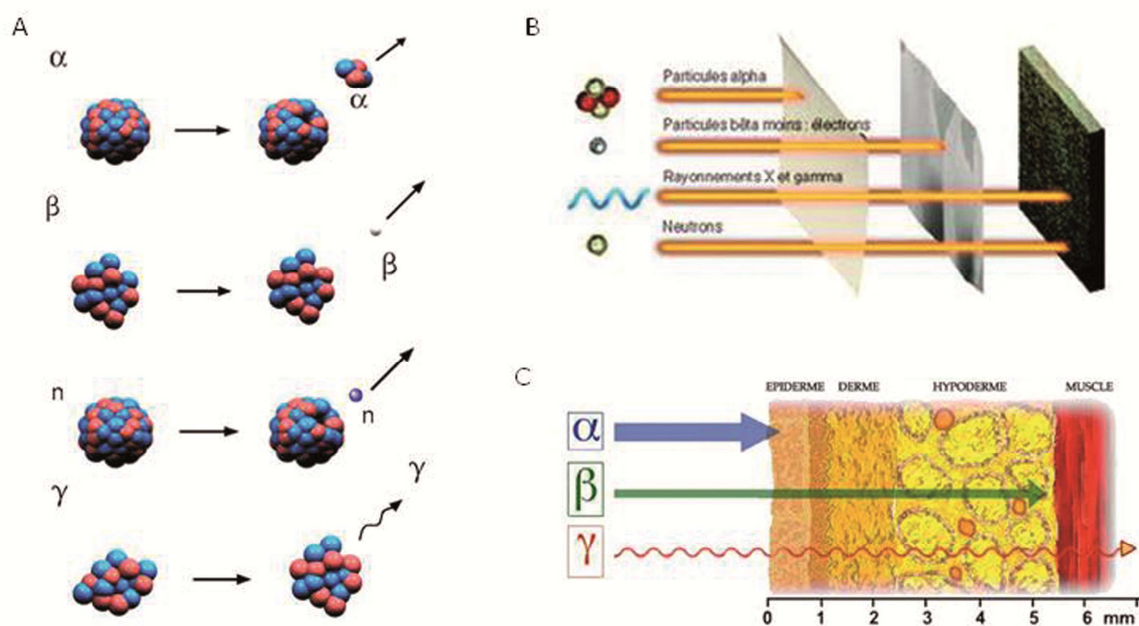 A
α
α
β
β
n
n
γ
γ
B
Particules alpha
Particules bêta moins : électrons
Rayonnements X et gamma
Neutrons
C
EPIDERME DERME HYPODERME MUSCLE
α
β
γ
0 1 2 3 4 5 6 mm